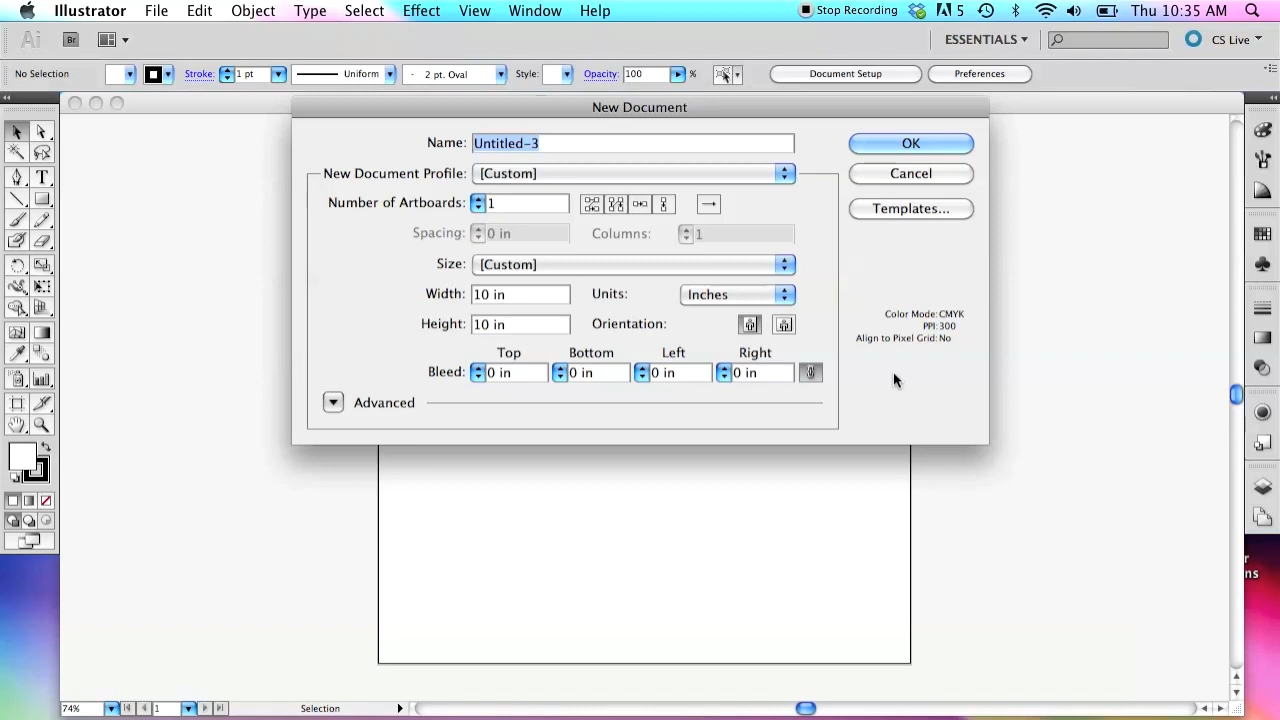 Illustrator File Edit Object Type Select Effect View Window Help Stop Recording 5 Thu 10:35 AM
Ai Br ESSENTIALS CS Live
No Selection Stroke: 1 pt Uniform 2 pt. Oval Style: Opacity: 100 % Document Setup Preferences
New Document
Name: Untitled-3 OK
New Document Profile: [Custom] Cancel
Number of Artboards: 1 Templates...
Spacing: 0 in Columns: 1
Size: [Custom]
Width: 10 in Units: Inches
Height: 10 in Orientation:
Color Mode: CMYK
PPI: 300
Align to Pixel Grid: No
Top Bottom Left Right
Bleed: 0 in 0 in 0 in 0 in
Advanced
74% 1 Selection